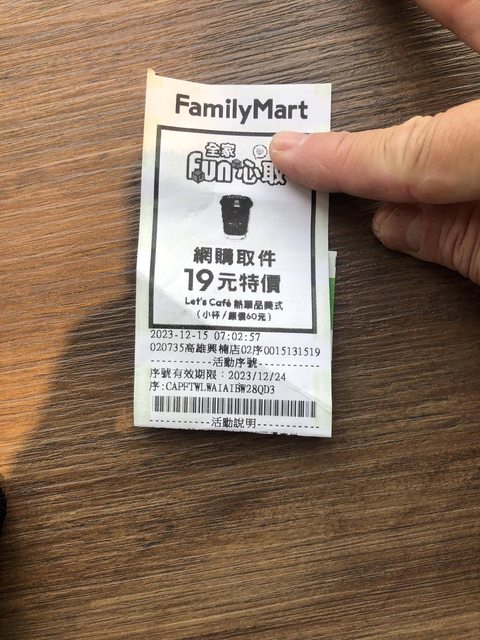 FamilyMart
全家
FUN心取
網購取件
19元特價
Let's Café 熱單品美式
(小杯/原價60元)
2023-12-15 07:02:57
020735高雄興楠店02序0015131519
活動序號
序號有效期限：2023/12/24
序:CAPFTWLWAIAIBW28QD3
活動說明